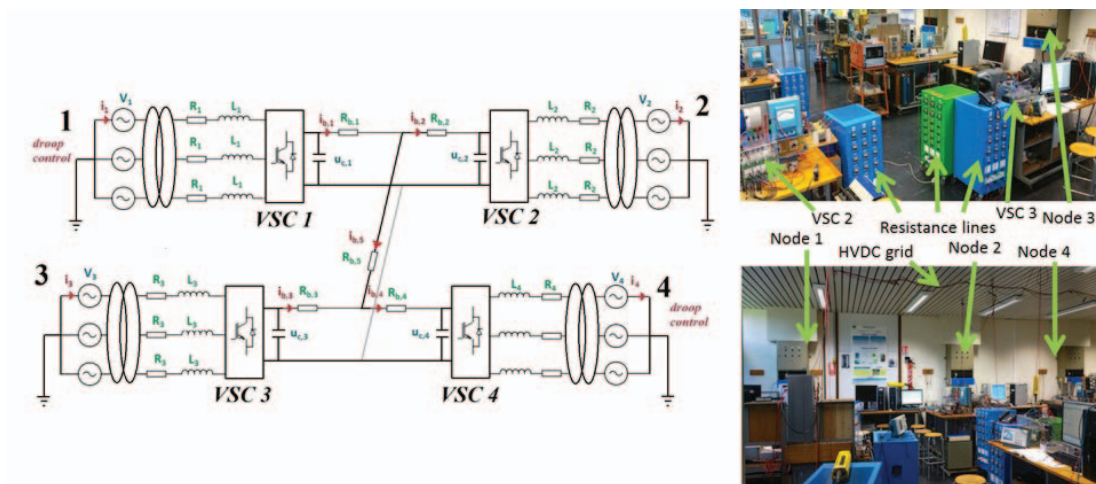 1
droop
control
i1
V1
R1
L1
R1
L1
R1
L1
VSC 1
ib,1
Rb,1
uc,1
ib,2
Rb,2
uc,2
VSC 2
L2
R2
L2
R2
L2
R2
V2
i2
2
ib,5
Rb,5
3
i3
V3
R3
L3
R3
L3
R3
L3
VSC 3
ib,3
Rb,3
uc,3
ib,4
Rb,4
uc,4
VSC 4
L4
R4
V4
i4
4
droop
control
VSC 2
Node 1
Resistance lines
HVDC grid
Node 2
VSC 3
Node 3
Node 4